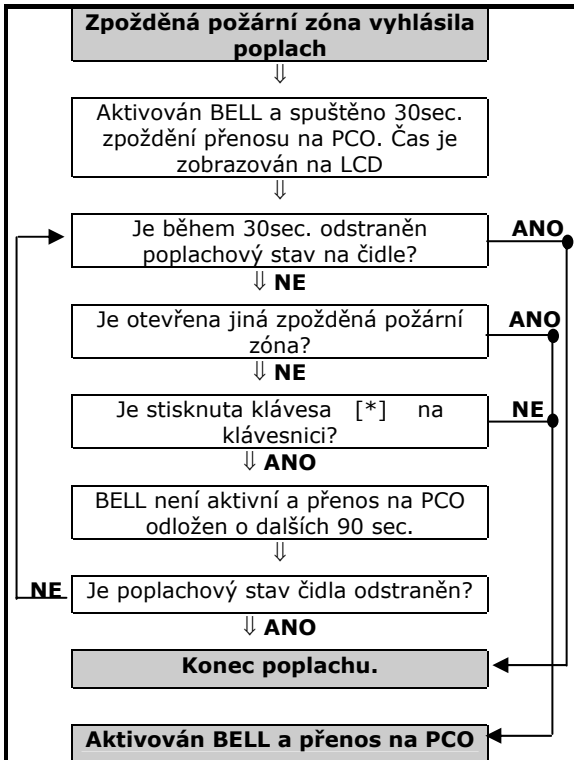 Zpožděná požární zóna vyhlásila
poplach
⇓
Aktivován BELL a spuštěno 30sec.
zpoždění přenosu na PCO. Čas je
zobrazován na LCD
⇓
Je během 30sec. odstraněn
poplachový stav na čidle?
ANO
⇓ NE
Je otevřena jiná zpožděná požární
zóna?
ANO
⇓ NE
Je stisknuta klávesa [*] na
klávesnici?
NE
⇓ ANO
BELL není aktivní a přenos na PCO
odložen o dalších 90 sec.
⇓
NE
Je poplachový stav čidla odstraněn?
⇓ ANO
Konec poplachu.
Aktivován BELL a přenos na PCO